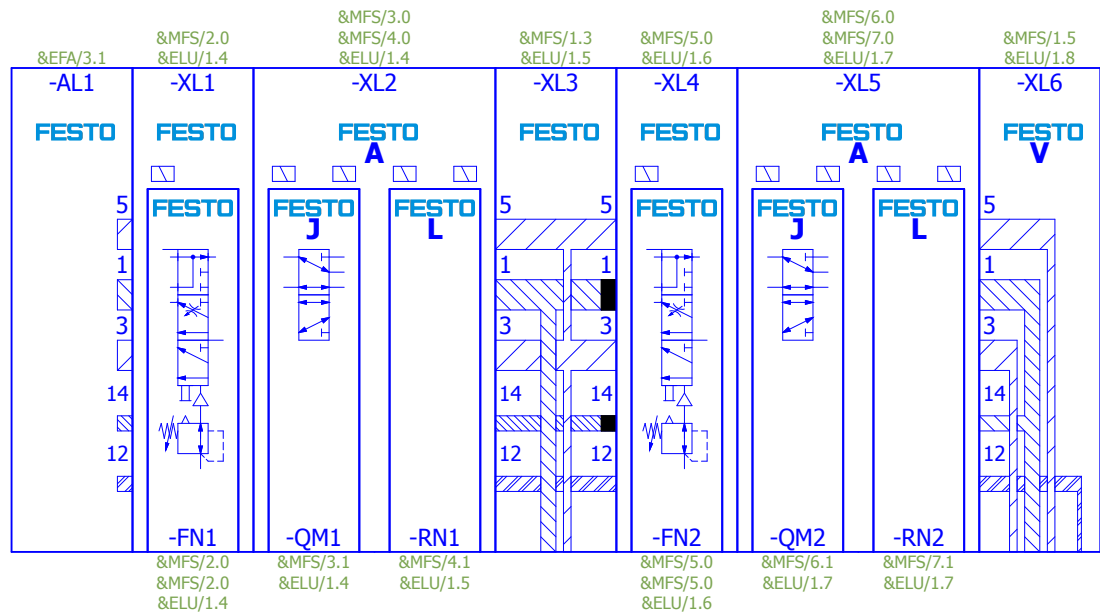 &MFS/3.0 &MFS/6.0
&MFS/2.0 &MFS/4.0 &MFS/1.3 &MFS/5.0 &MFS/7.0 &MFS/1.5
&EFA/3.1 &ELU/1.4 &ELU/1.4 &ELU/1.5 &ELU/1.6 &ELU/1.7 &ELU/1.8
-AL1 -XL1 -XL2 -XL3 -XL4 -XL5 -XL6
FESTO FESTO FESTO FESTO FESTO FESTO FESTO
A A V
5 FESTO FESTO FESTO 5 5 FESTO FESTO FESTO 5
J L J L
1 1 1 1
3 3 3 3
14 14 14 14
12 12 12 12
-FN1 -QM1 -RN1 -FN2 -QM2 -RN2
&MFS/2.0 &MFS/3.1 &MFS/4.1 &MFS/5.0 &MFS/6.1 &MFS/7.1
&MFS/2.0 &ELU/1.4 &ELU/1.5 &MFS/5.0 &ELU/1.7 &ELU/1.7
&ELU/1.4 &ELU/1.6